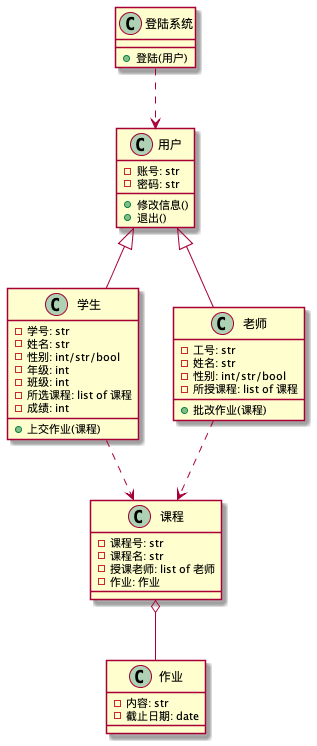 C 登陆系统
登陆(用户)
C 用户
账号: str
密码: str
修改信息()
退出()
C 学生
学号: str
姓名: str
性别: int/str/bool
年级: int
班级: int
所选课程: list of 课程
成绩: int
上交作业(课程)
C 老师
工号: str
姓名: str
性别: int/str/bool
所授课程: list of 课程
批改作业(课程)
C 课程
课程号: str
课程名: str
授课老师: list of 老师
作业: 作业
C 作业
内容: str
截止日期: date